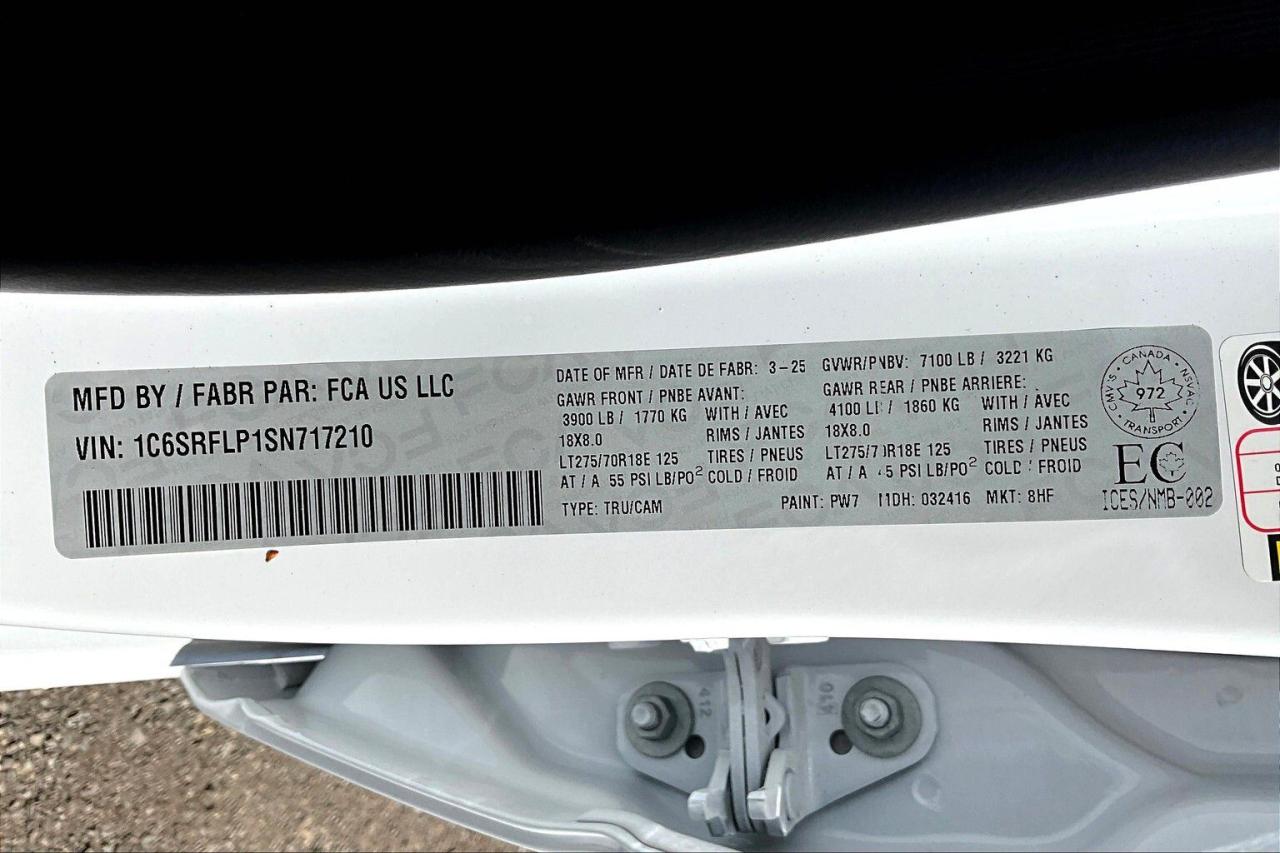 MFD BY / FABR PAR: FCA US LLC
VIN: 1C6SRFLP1SN717210
DATE OF MFR / DATE DE FABR: 3-25
GAWR FRONT / PNBE AVANT:
3900 LB / 1770 KG WITH / AVEC
18X8.0 RIMS / JANTES
LT275/70R18E 125 TIRES / PNEUS
AT / A 55 PSI LB/PO² COLD / FROID
TYPE: TRU/CAM
GVWR/PNBV: 7100 LB / 3221 KG
GAWR REAR / PNBE ARRIERE:
4100 L / 1860 KG WITH / AVEC
18X8.0 RIMS / JANTES
LT275/70R18E 125 TIRES / PNEUS
AT / A 5 PSI LB/PO² COLD / FROID
PAINT: PW7 MDH: 032416 MKT: 8HF
CANADA
CMVSS NSVAC
972
TRANSPORT
EC
ICES/NMB-002
412